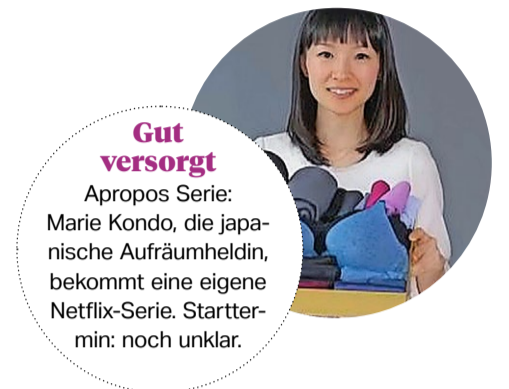 Gut
versorgt
Apropos Serie:
Marie Kondo, die japa-
nische Aufräumheldin,
bekommt eine eigene
Netflix-Serie. Startter-
min: noch unklar.